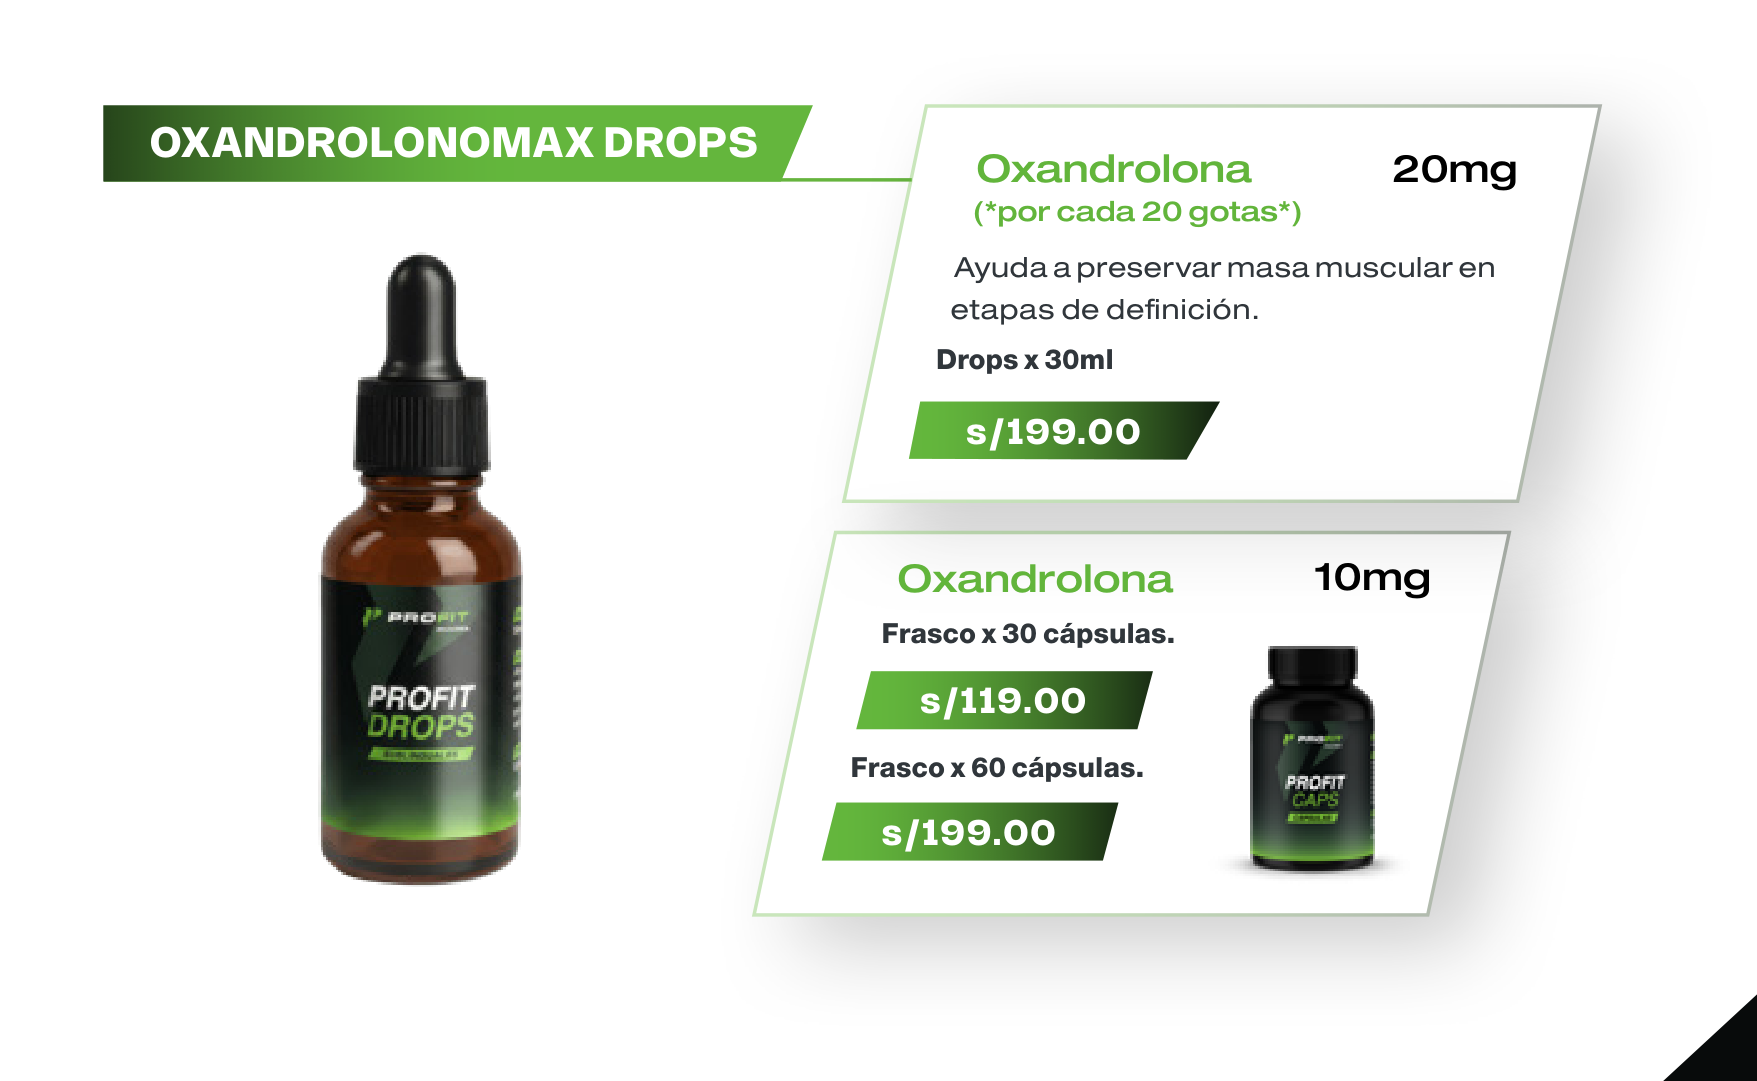 OXANDROLONOMAX DROPS
Oxandrolona 20mg
(*por cada 20 gotas*)
Ayuda a preservar masa muscular en
etapas de definición.
Drops x 30ml
s/199.00
Oxandrolona 10mg
Frasco x 30 cápsulas.
s/119.00
Frasco x 60 cápsulas.
s/199.00
PROFIT
PROFIT
DROPS
PROFIT
PROFIT
CAPS